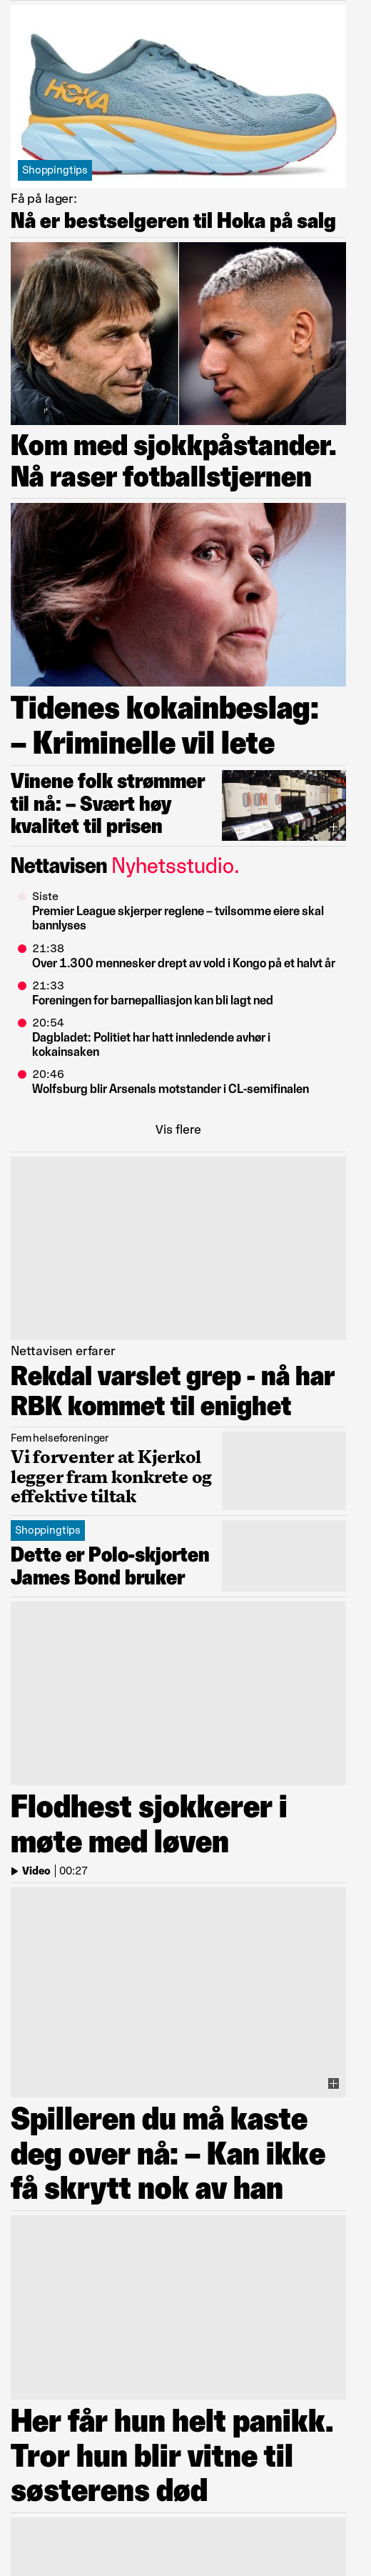 HOKA
Shoppingtips
Få på lager:
Nå er bestselgeren til Hoka på salg
Kom med sjokkpåstander.
Nå raser fotballstjernen
Tidenes kokainbeslag:
– Kriminelle vil lete
Vinene folk strømmer
til nå: – Svært høy
kvalitet til prisen
Nettavisen Nyhetsstudio.
Siste
Premier League skjerper reglene – tvilsomme eiere skal
bannlyses
21:38
Over 1.300 mennesker drept av vold i Kongo på et halvt år
21:33
Foreningen for barnepalliasjon kan bli lagt ned
20:54
Dagbladet: Politiet har hatt innledende avhør i
kokainsaken
20:46
Wolfsburg blir Arsenals motstander i CL-semifinalen
Vis flere
Nettavisen erfarer
Rekdal varslet grep - nå har
RBK kommet til enighet
Fem helseforeninger
Vi forventer at Kjerkol
legger fram konkrete og
effektive tiltak
Shoppingtips
Dette er Polo-skjorten
James Bond bruker
Flodhest sjokkerer i
møte med løven
Video | 00:27
Spilleren du må kaste
deg over nå: – Kan ikke
få skrytt nok av han
Her får hun helt panikk.
Tror hun blir vitne til
søsterens død